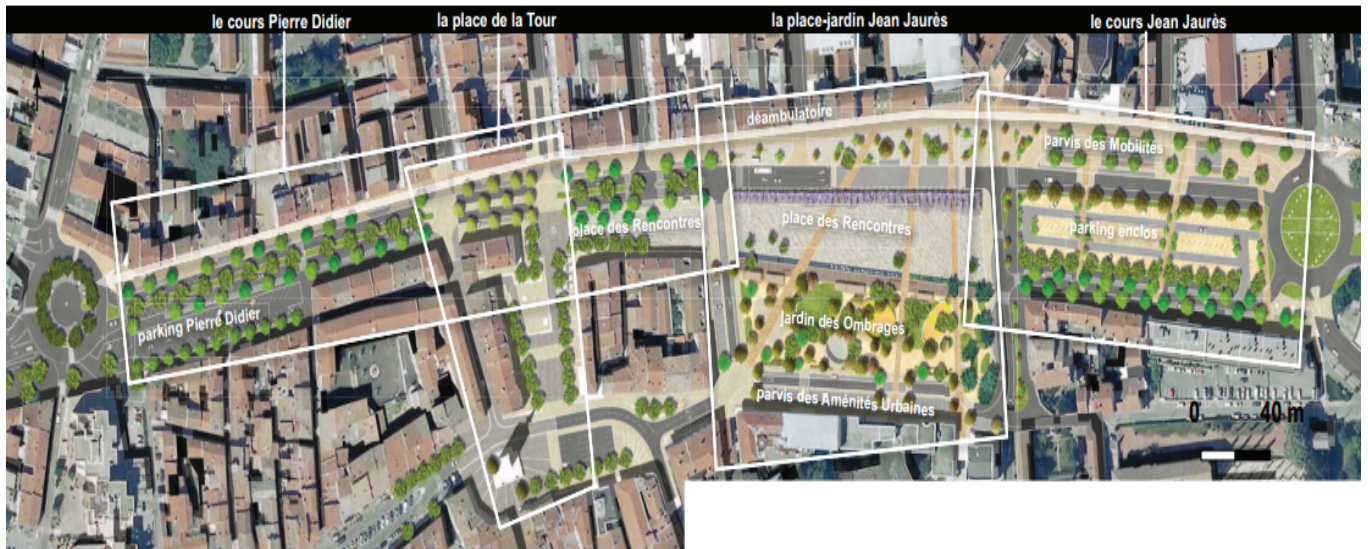 le cours Pierre Didier
la place de la Tour
la place-jardin Jean Jaurès
le cours Jean Jaurès
N
déambulatoire
parvis des Mobilités
place des Rencontres
place des Rencontres
parking enclos
parking Pierre Didier
jardin des Ombrages
parvis des Aménités Urbaines
0 40 m